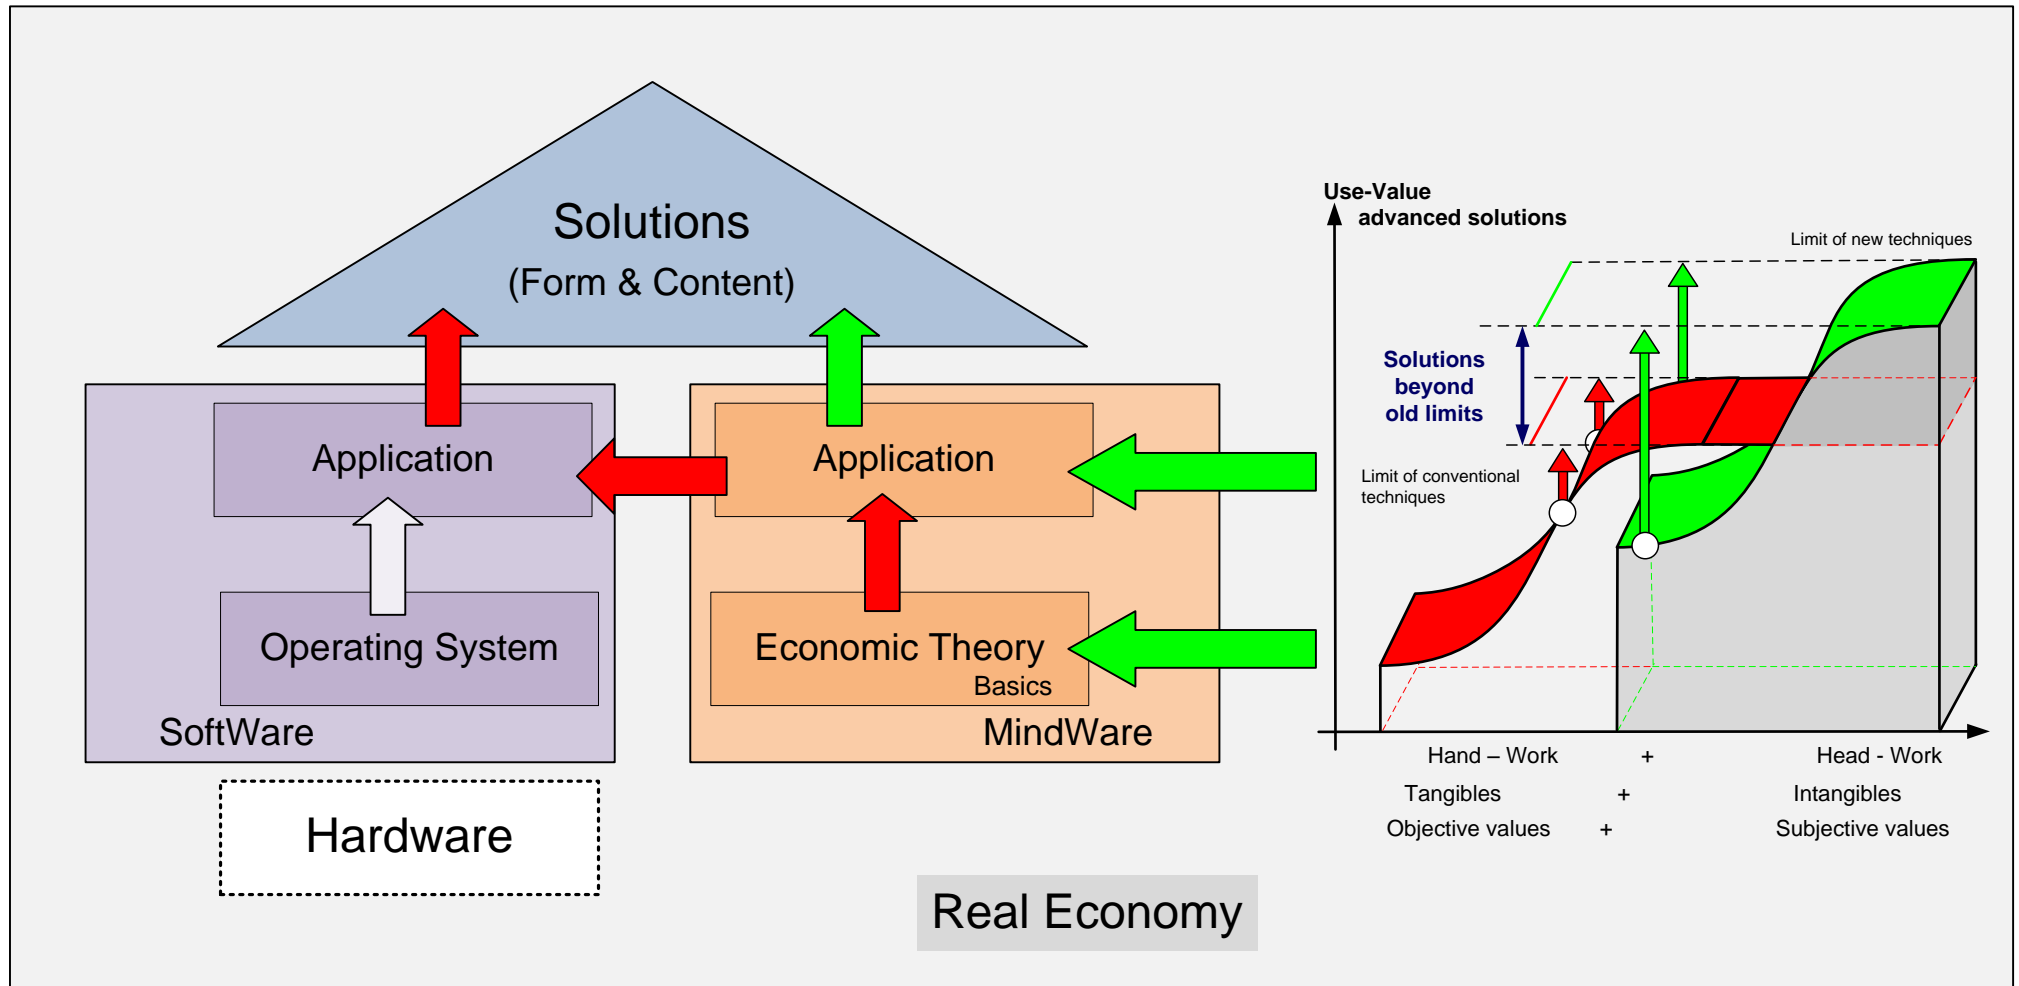 Solutions
(Form & Content)
Application
Operating System
SoftWare
Hardware
Application
Economic Theory
Basics
MindWare
Real Economy
Use-Value
advanced solutions
Limit of new techniques
Solutions
beyond
old limits
Limit of conventional
techniques
Hand – Work + Head - Work
Tangibles + Intangibles
Objective values + Subjective values